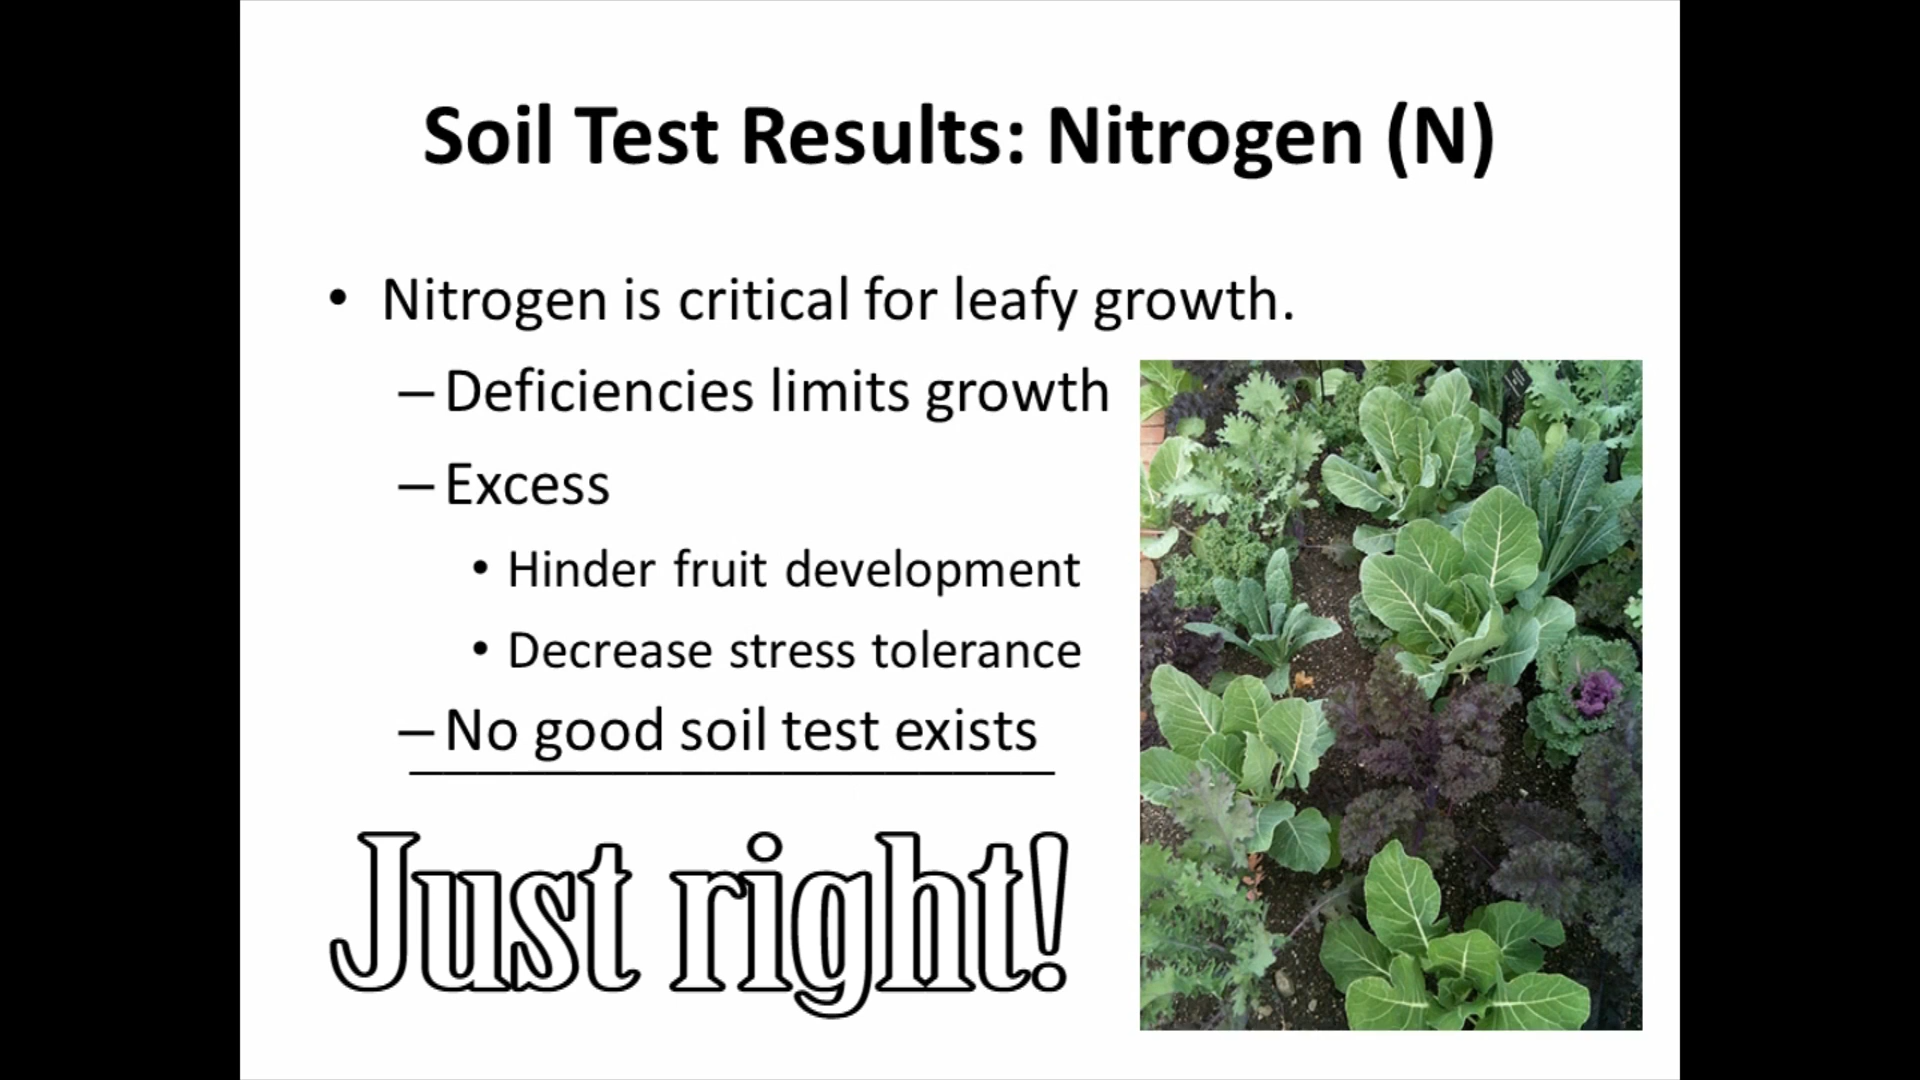 Soil Test Results: Nitrogen (N)
• Nitrogen is critical for leafy growth.
– Deficiencies limits growth
– Excess
• Hinder fruit development
• Decrease stress tolerance
– No good soil test exists
Just right!